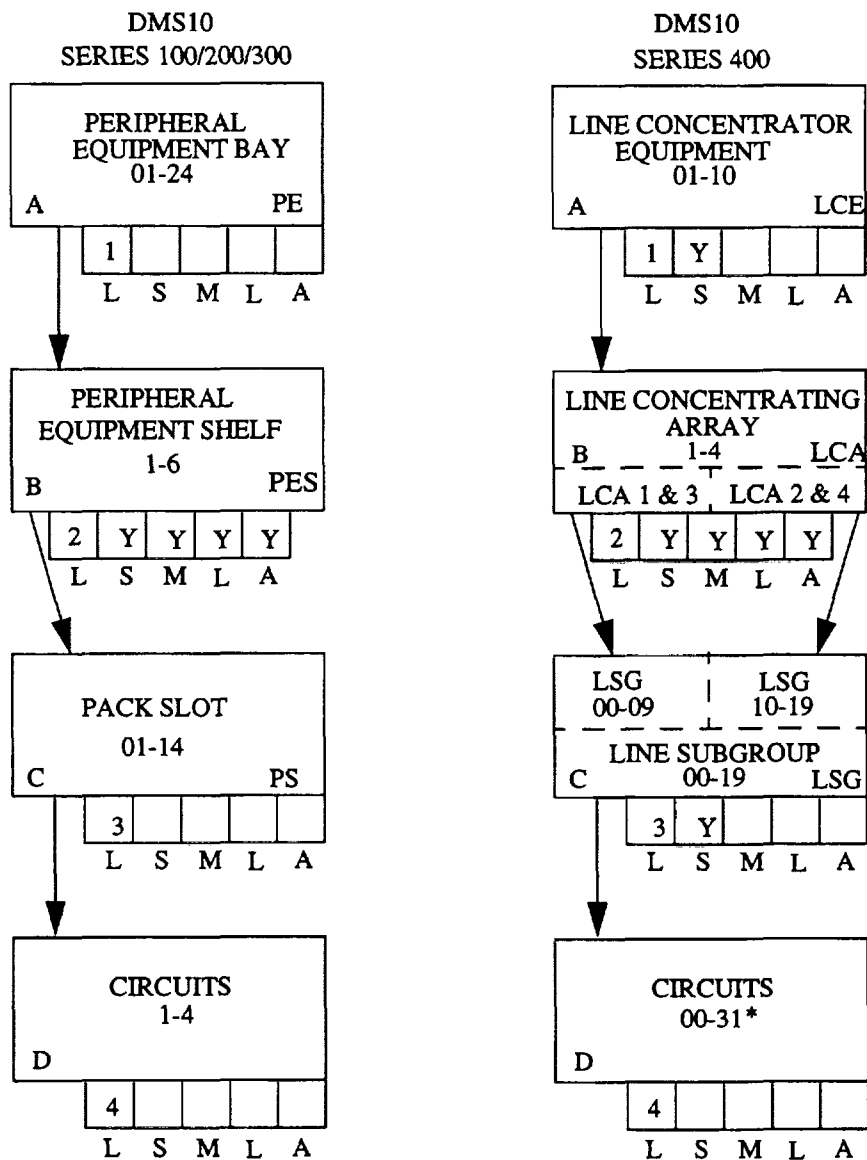 DMS10
SERIES 100/200/300
PERIPHERAL
EQUIPMENT BAY
01-24
A PE
1
L S M L A
PERIPHERAL
EQUIPMENT SHELF
1-6
B PES
2 Y Y Y Y
L S M L A
PACK SLOT
01-14
C PS
3
L S M L A
CIRCUITS
1-4
D
4
L S M L A
DMS10
SERIES 400
LINE CONCENTRATOR
EQUIPMENT
01-10
A LCE
1 Y
L S M L A
LINE CONCENTRATING
ARRAY
B 1-4 LCA
LCA 1 & 3 LCA 2 & 4
2 Y Y Y Y
L S M L A
LSG LSG
00-09 10-19
LINE SUBGROUP
C 00-19 LSG
3 Y
L S M L A
CIRCUITS
00-31*
D
4
L S M L A